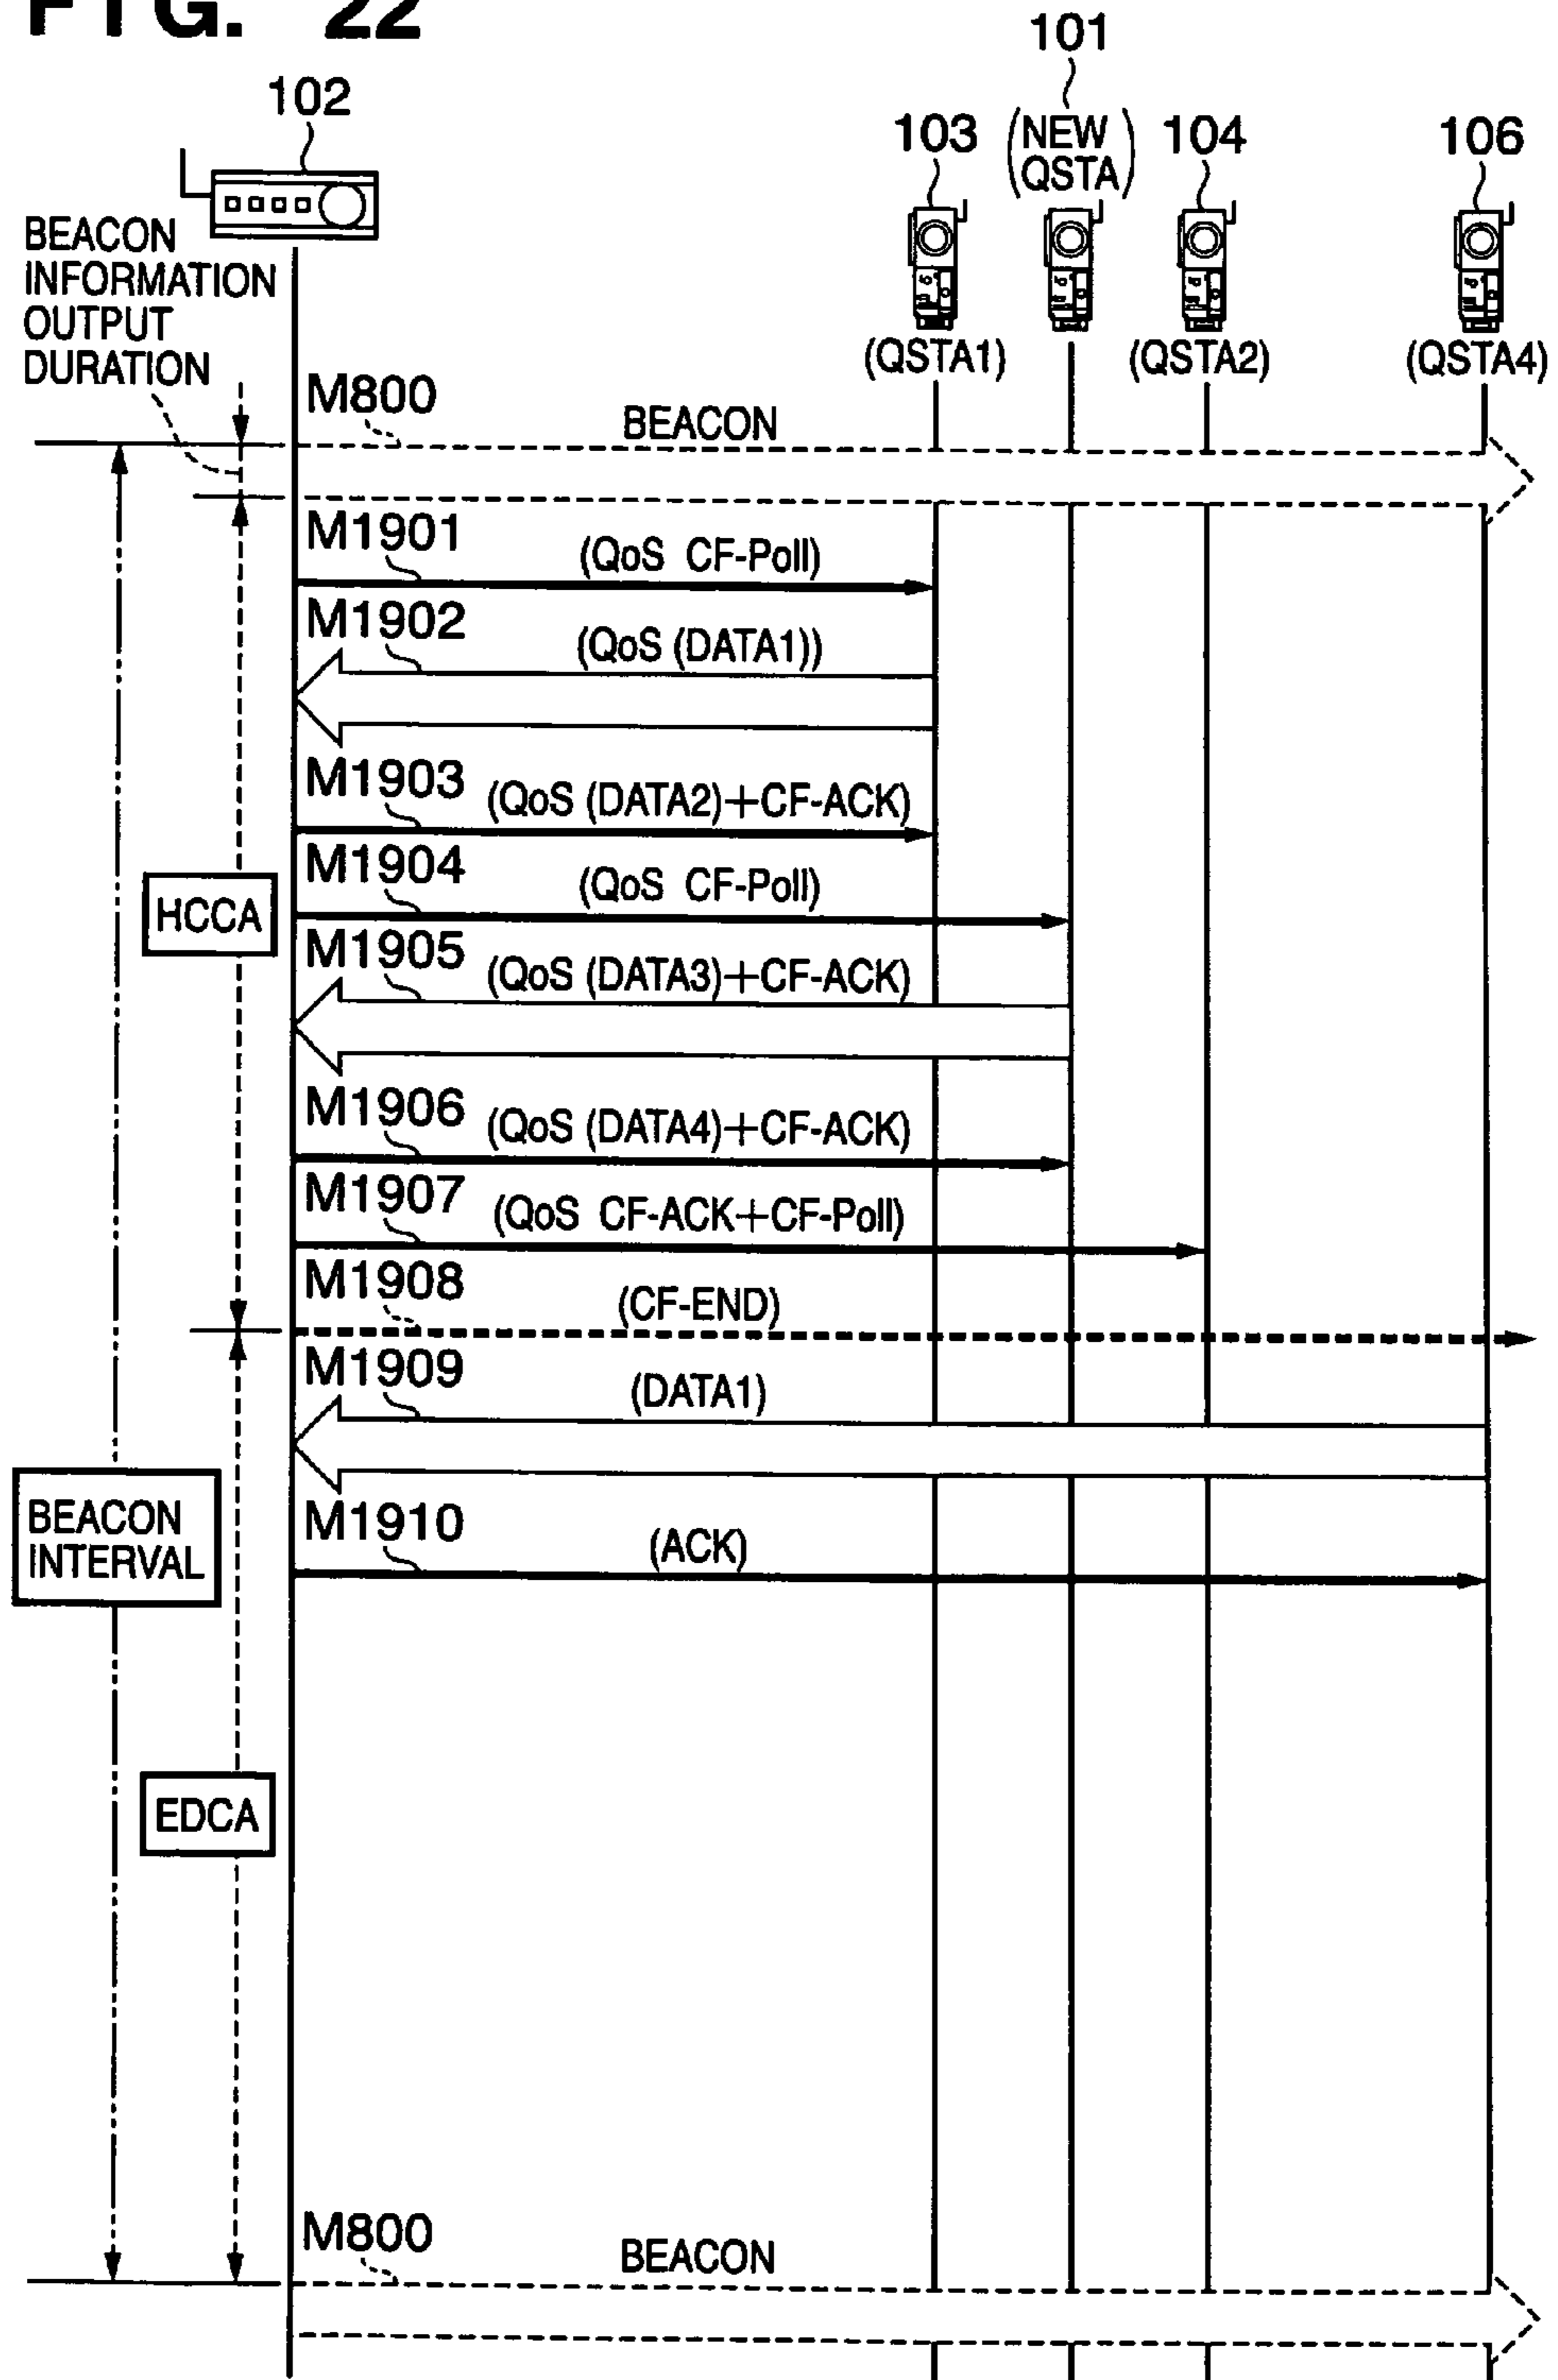 FIG. 22
101
102
103
(NEW
QSTA)
104
106
BEACON
INFORMATION
OUTPUT
DURATION
(QSTA1)
(QSTA2)
(QSTA4)
M800
BEACON
M1901
(QoS CF-Poll)
M1902
(QoS (DATA1))
M1903
(QoS (DATA2)+CF-ACK)
M1904
(QoS CF-Poll)
HCCA
M1905
(QoS (DATA3)+CF-ACK)
M1906
(QoS (DATA4)+CF-ACK)
M1907
(QoS CF-ACK+CF-Poll)
M1908
(CF-END)
M1909
(DATA1)
BEACON
INTERVAL
M1910
(ACK)
EDCA
M800
BEACON